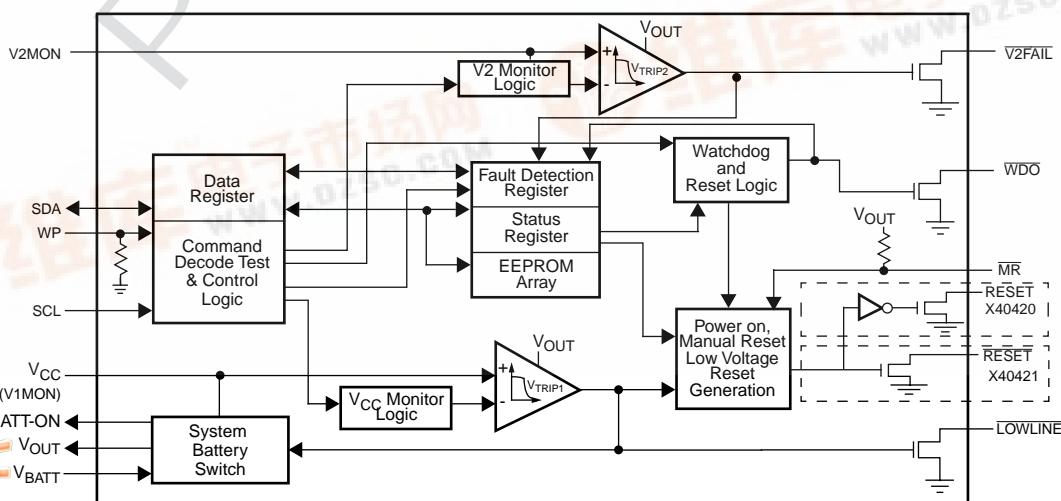 V2MON
V2 Monitor
Logic
+
-
VTRIP2
VOUT
V2FAIL
Data
Register
Command
Decode Test
& Control
Logic
SDA
WP
SCL
Fault Detection
Register
Status
Register
EEPROM
Array
Watchdog
and
Reset Logic
WDO
VOUT
MR
Power on,
Manual Reset
Low Voltage
Reset
Generation
RESET
X40420
RESET
X40421
VCC
(V1MON)
VCC Monitor
Logic
+
-
VTRIP1
VOUT
LOWLINE
ATT-ON
VOUT
VBATT
System
Battery
Switch
WWW.DZSC.COM